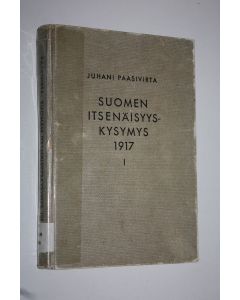 JUHANI PAASIVIRTA
SUOMEN
ITSENÄISYYS-
KYSYMYS
1917
I